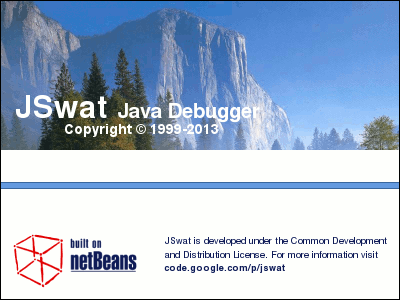 JSwat Java Debugger
Copyright © 1999-2013
built on
netBeans
JSwat is developed under the Common Development
and Distribution License. For more information visit
code.google.com/p/jswat